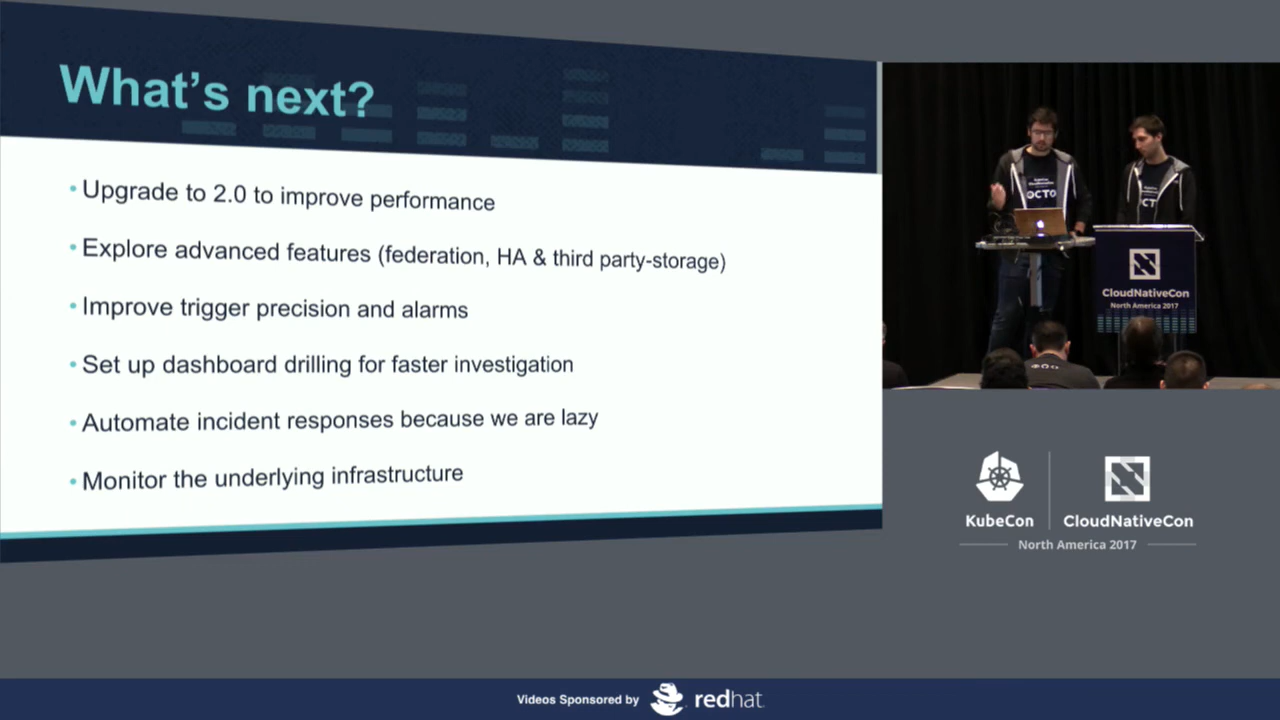 What's next?
• Upgrade to 2.0 to improve performance
• Explore advanced features (federation, HA & third party-storage)
• Improve trigger precision and alarms
• Set up dashboard drilling for faster investigation
• Automate incident responses because we are lazy
• Monitor the underlying infrastructure
OCTO
CT
CloudNativeCon
North America 2017
KubeCon
CloudNativeCon
North America 2017
Videos Sponsored by
redhat